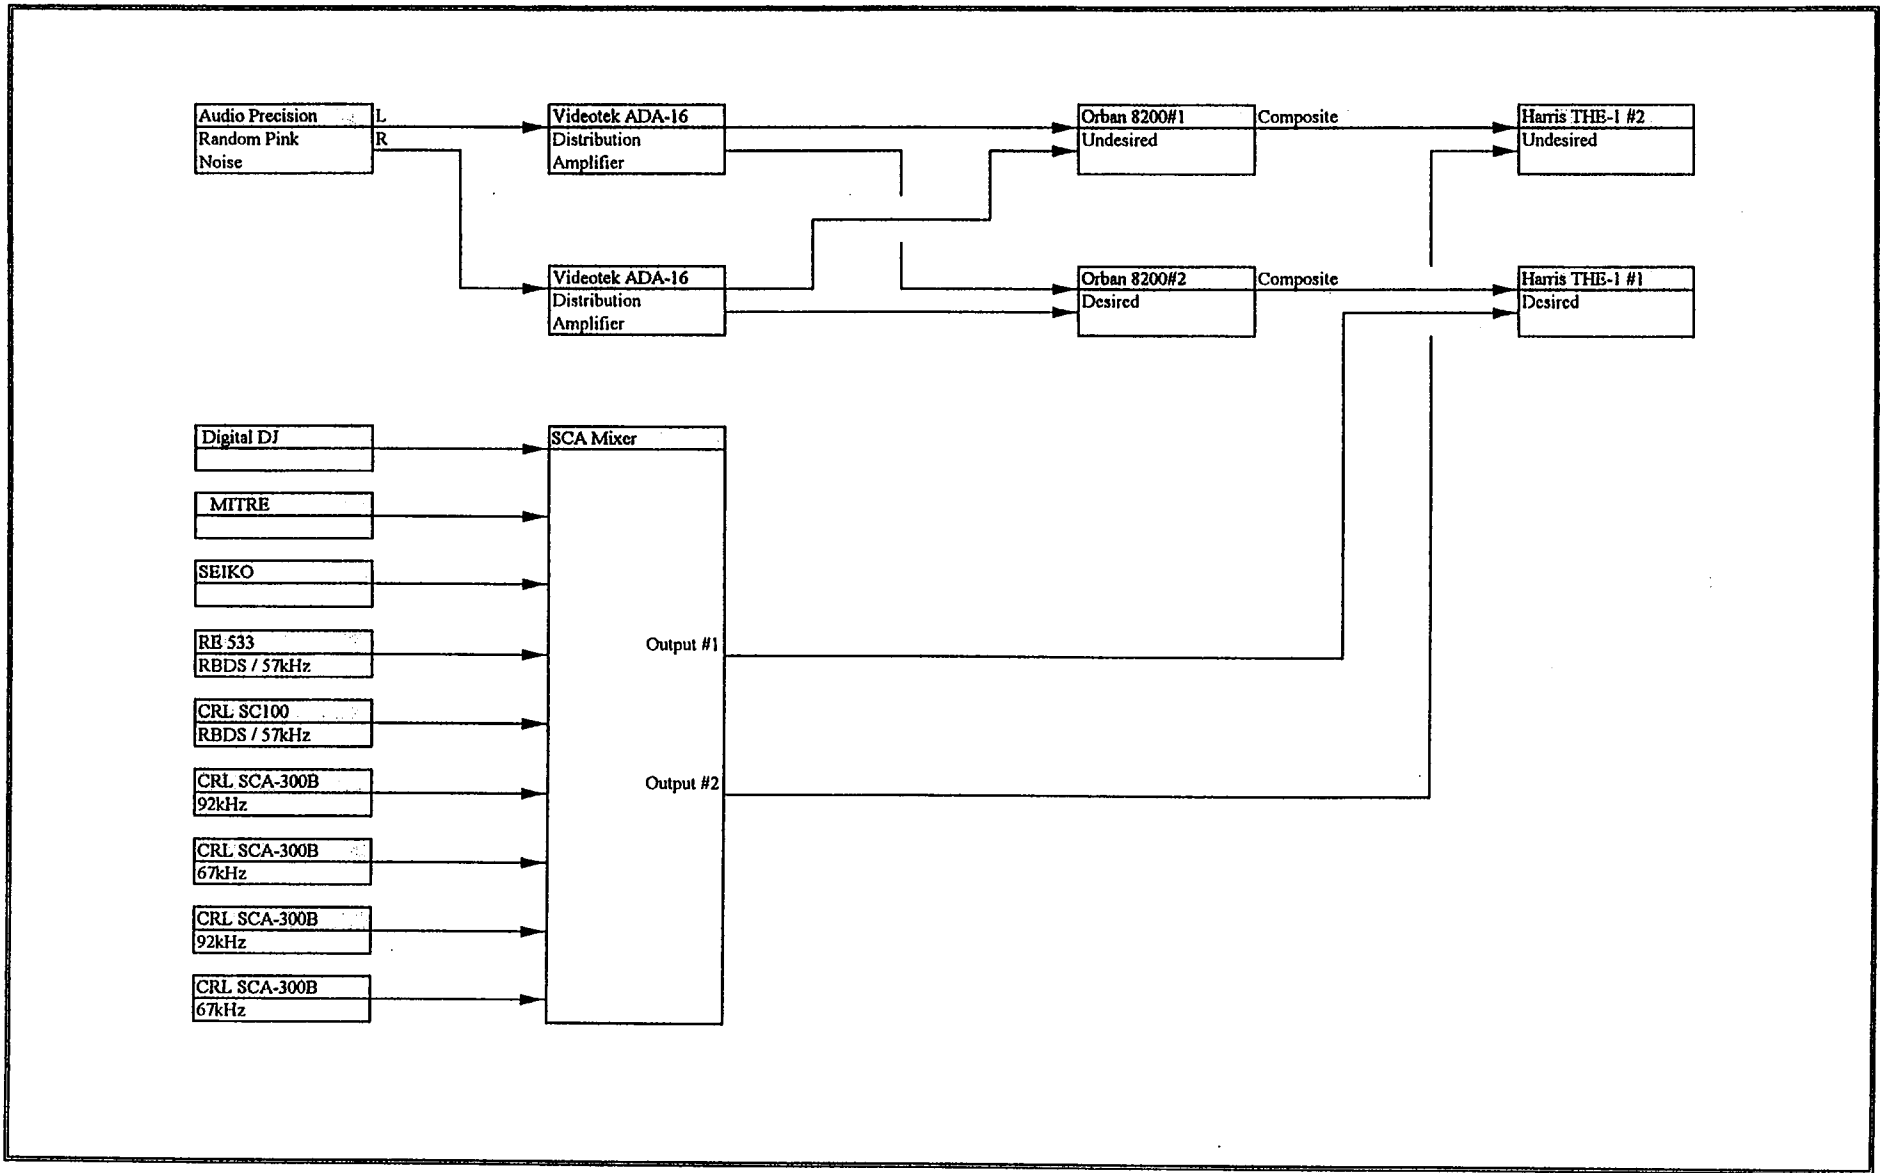 Audio Precision
Random Pink
Noise
L
R
Videotek ADA-16
Distribution
Amplifier
Orban 8200#1
Undesired
Composite
Harris THE-1 #2
Undesired
Videotek ADA-16
Distribution
Amplifier
Orban 8200#2
Desired
Composite
Harris THE-1 #1
Desired
Digital DJ
MITRE
SEIKO
RE 533
RBDS / 57kHz
CRL SC100
RBDS / 57kHz
CRL SCA-300B
92kHz
CRL SCA-300B
67kHz
CRL SCA-300B
92kHz
CRL SCA-300B
67kHz
SCA Mixer
Output #1
Output #2